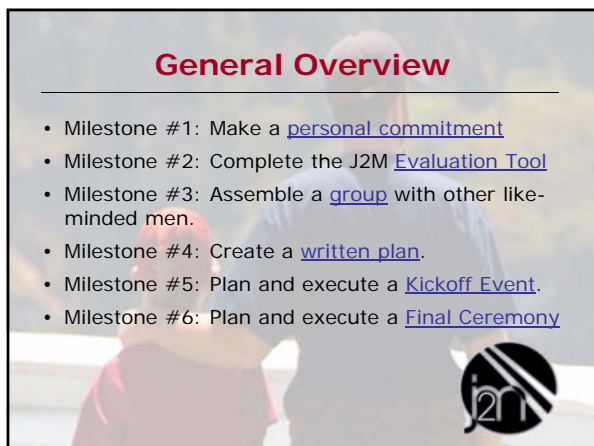 General Overview
• Milestone #1: Make a personal commitment
• Milestone #2: Complete the J2M Evaluation Tool
• Milestone #3: Assemble a group with other like-
minded men.
• Milestone #4: Create a written plan.
• Milestone #5: Plan and execute a Kickoff Event.
• Milestone #6: Plan and execute a Final Ceremony
j2m